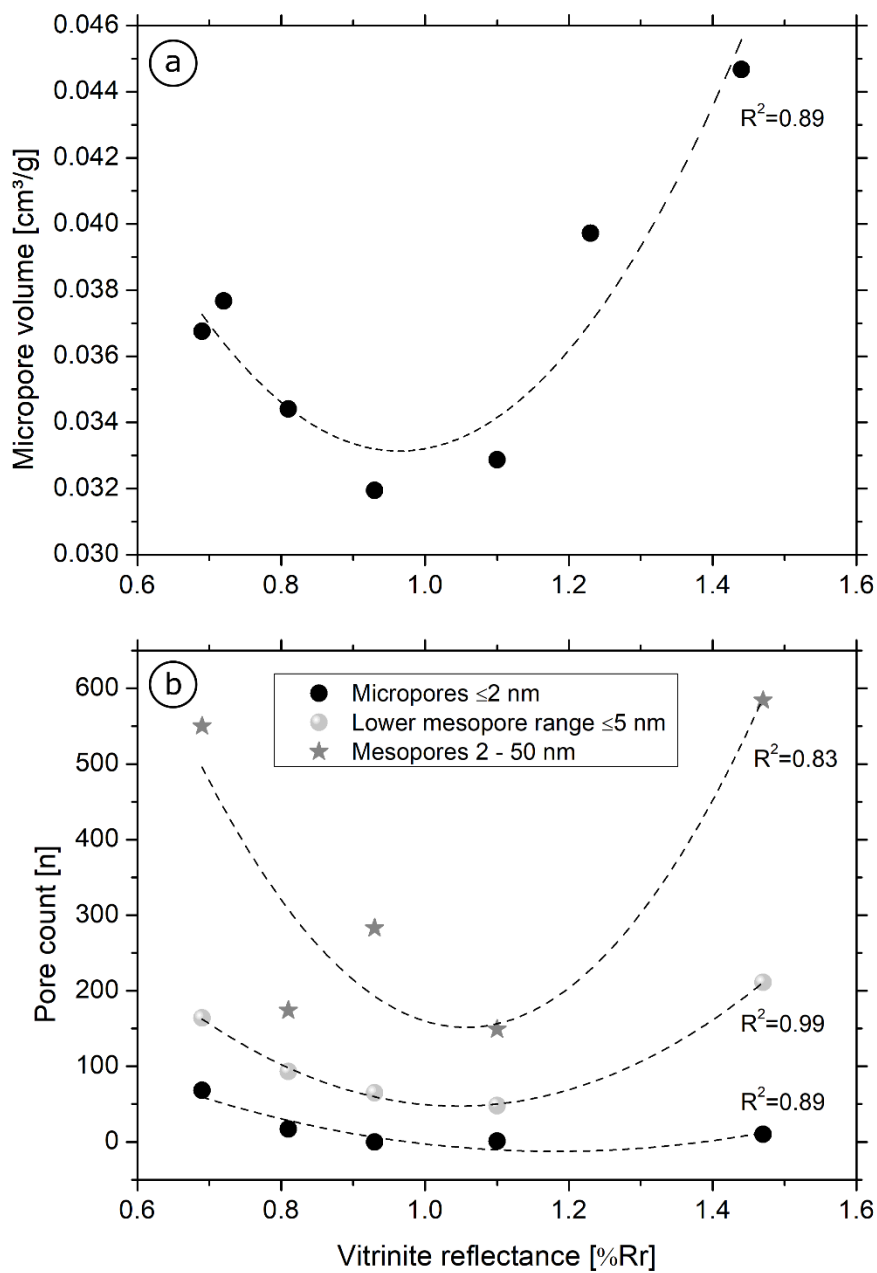 a
Micropore volume [cm³/g]
0.046
0.044
0.042
0.040
0.038
0.036
0.034
0.032
0.030
R²=0.89
0.6 0.8 1.0 1.2 1.4 1.6
b
Pore count [n]
600
500
400
300
200
100
0
Micropores ≤2 nm
Lower mesopore range ≤5 nm
Mesopores 2 - 50 nm
R²=0.83
R²=0.99
R²=0.89
0.6 0.8 1.0 1.2 1.4 1.6
Vitrinite reflectance [%Rr]